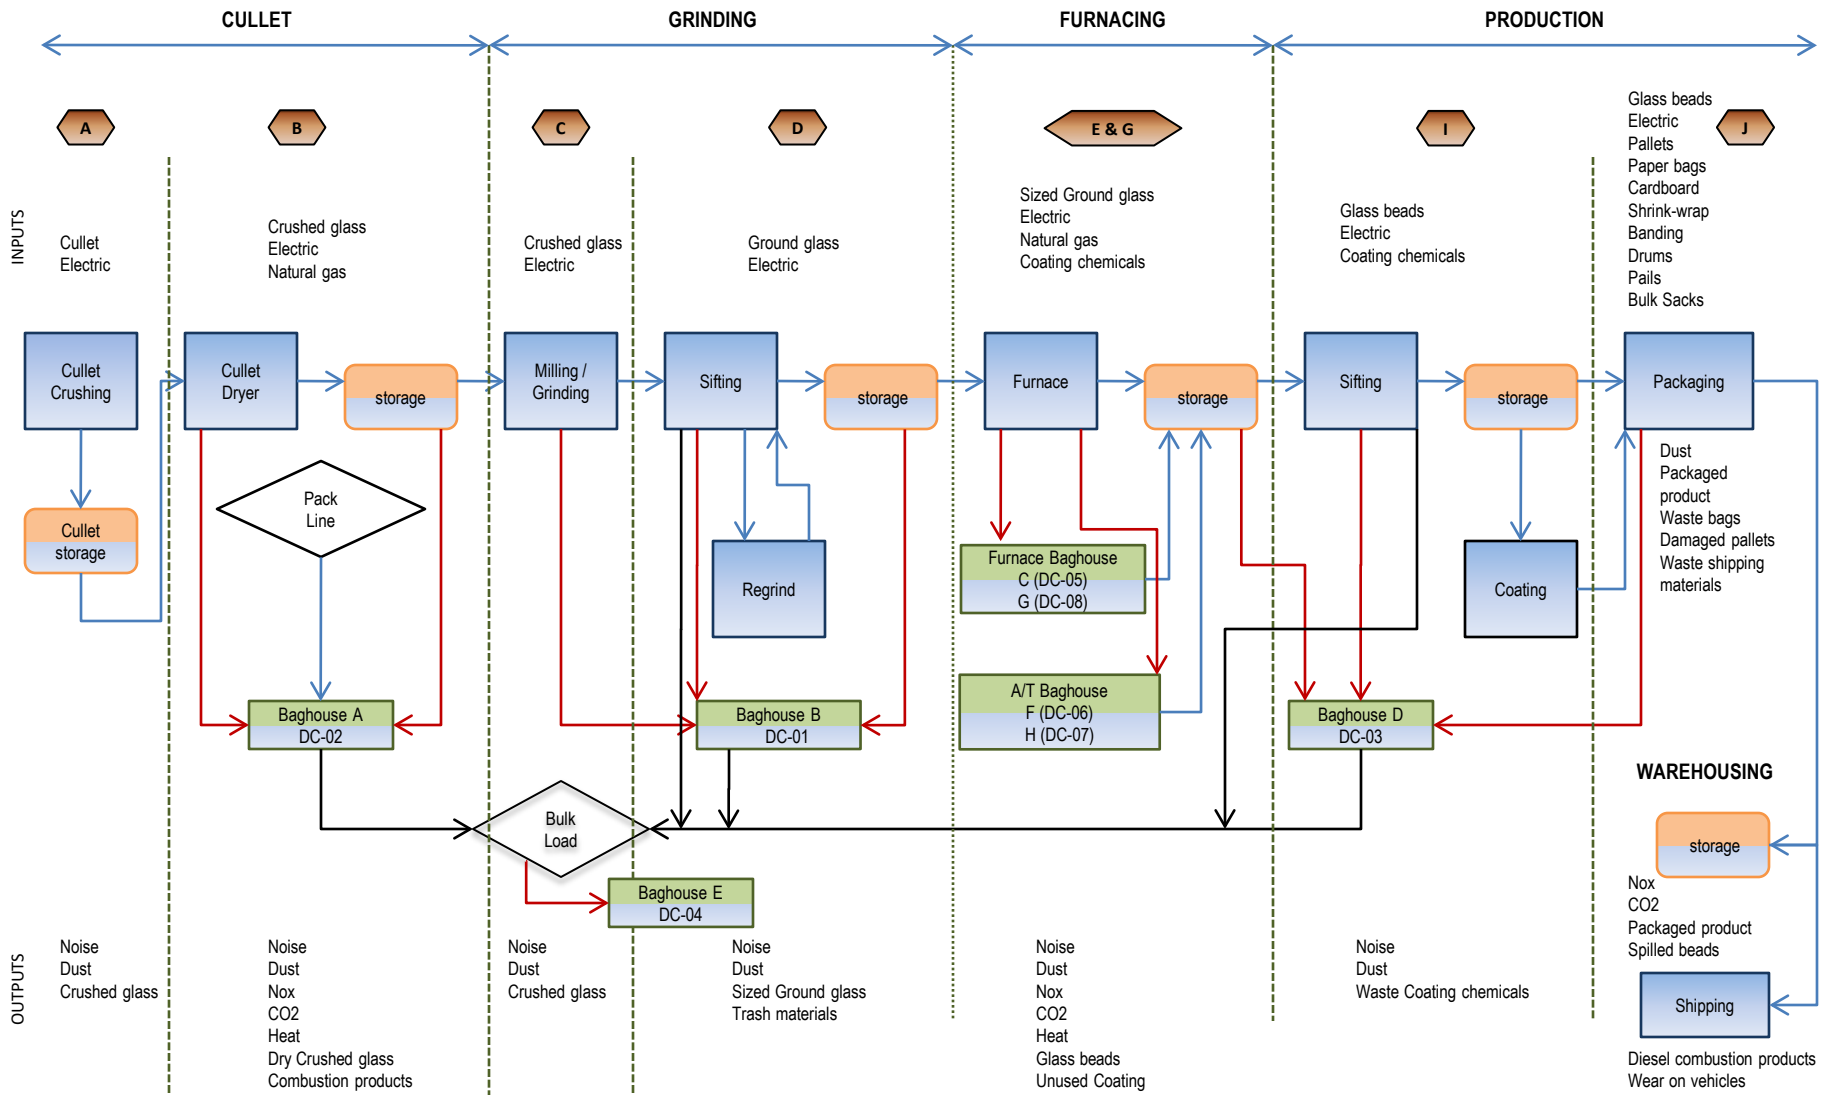 CULLET
GRINDING
FURNACING
PRODUCTION
A
B
C
D
E & G
I
J
INPUTS
Cullet
Electric
Crushed glass
Electric
Natural gas
Crushed glass
Electric
Ground glass
Electric
Sized Ground glass
Electric
Natural gas
Coating chemicals
Glass beads
Electric
Coating chemicals
Glass beads
Electric
Pallets
Paper bags
Cardboard
Shrink-wrap
Banding
Drums
Pails
Bulk Sacks
Cullet
Crushing
Cullet
Dryer
storage
Milling /
Grinding
Sifting
storage
Furnace
storage
Sifting
storage
Packaging
Cullet
storage
Pack
Line
Regrind
Furnace Baghouse
C (DC-05)
G (DC-08)
Coating
Dust
Packaged
product
Waste bags
Damaged pallets
Waste shipping
materials
Baghouse A
DC-02
Baghouse B
DC-01
A/T Baghouse
F (DC-06)
H (DC-07)
Baghouse D
DC-03
Bulk
Load
Baghouse E
DC-04
WAREHOUSING
storage
Nox
CO2
Packaged product
Spilled beads
Shipping
Diesel combustion products
Wear on vehicles
OUTPUTS
Noise
Dust
Crushed glass
Noise
Dust
Nox
CO2
Heat
Dry Crushed glass
Combustion products
Noise
Dust
Crushed glass
Noise
Dust
Sized Ground glass
Trash materials
Noise
Dust
Nox
CO2
Heat
Glass beads
Unused Coating
Noise
Dust
Waste Coating chemicals